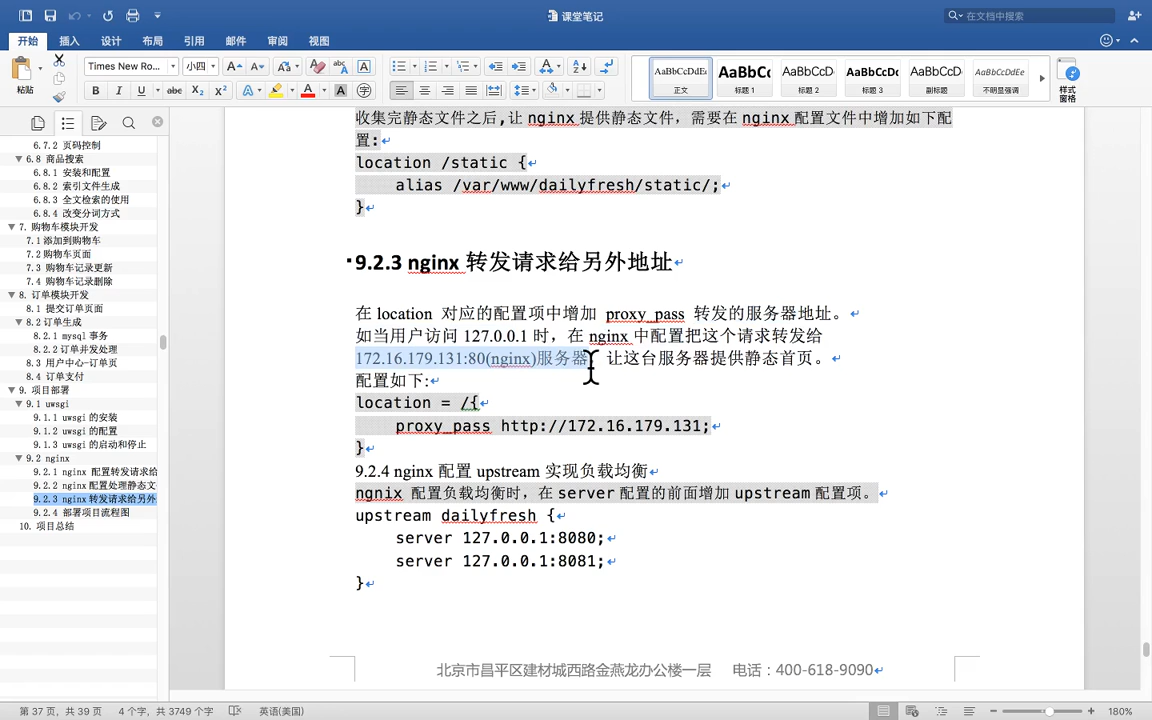 课堂笔记
在文档中搜索
开始 插入 设计 布局 引用 邮件 审阅 视图
粘贴
Times New Ro... 小四
AaBbCcDdEe AaBbCc AaBbCcD AaBbCcDc AaBbCcD AaBbCcDdEe
正文 标题 1 标题 2 标题 3 副标题 不明显强调
样式
窗格
6.7.2 页码控制
6.8 商品搜索
6.8.1 安装和配置
6.8.2 索引文件生成
6.8.3 全文检索的使用
6.8.4 改变分词方式
7. 购物车模块开发
7.1 添加到购物车
7.2 购物车页面
7.3 购物车记录更新
7.4 购物车记录删除
8. 订单模块开发
8.1 提交订单页面
8.2 订单生成
8.2.1 mysql 事务
8.2.2 订单并发处理
8.3 用户中心-订单页
8.4 订单支付
9. 项目部署
9.1 uwsgi
9.1.1 uwsgi 的安装
9.1.2 uwsgi 的配置
9.1.3 uwsgi 的启动和停止
9.2 nginx
9.2.1 nginx 配置转发请求给
9.2.2 nginx 配置处理静态文
9.2.3 nginx 转发请求给另外
9.2.4 部署项目流程图
10. 项目总结
收集完静态文件之后,让 nginx 提供静态文件，需要在 nginx 配置文件中增加如下配
置:
location /static {
alias /var/www/dailyfresh/static/;
}
9.2.3 nginx 转发请求给另外地址
在 location 对应的配置项中增加 proxy_pass 转发的服务器地址。
如当用户访问 127.0.0.1 时，在 nginx 中配置把这个请求转发给
172.16.179.131:80(nginx)服务器 让这台服务器提供静态首页。
配置如下:
location = /{
proxy_pass http://172.16.179.131;
}
9.2.4 nginx 配置 upstream 实现负载均衡
ngnix 配置负载均衡时，在 server 配置的前面增加 upstream 配置项。
upstream dailyfresh {
server 127.0.0.1:8080;
server 127.0.0.1:8081;
}
北京市昌平区建材城西路金燕龙办公楼一层 电话：400-618-9090
第 37 页，共 39 页 4 个字，共 3749 个字 英语(美国) 180%